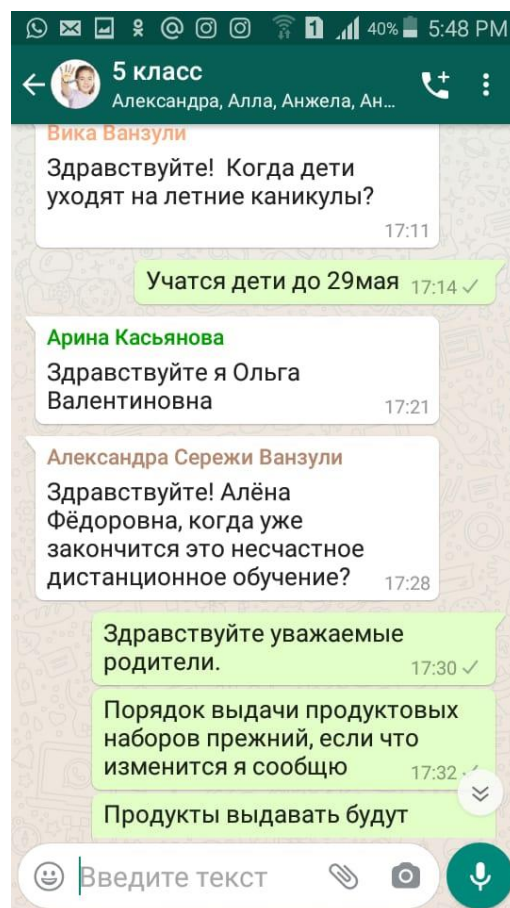 40% 5:48 PM
5 класс
Александра, Алла, Анжела, Ан...
Вика Ванзули
Здравствуйте! Когда дети
уходят на летние каникулы?
17:11
Учатся дети до 29мая 17:14
Арина Касьянова
Здравствуйте я Ольга
Валентиновна
17:21
Александра Сережи Ванзули
Здравствуйте! Алёна
Фёдоровна, когда уже
закончится это несчастное
дистанционное обучение?
17:28
Здравствуйте уважаемые
родители.
17:30
Порядок выдачи продуктовых
наборов прежний, если что
изменится я сообщю
17:32
Продукты выдавать будут
Введите текст